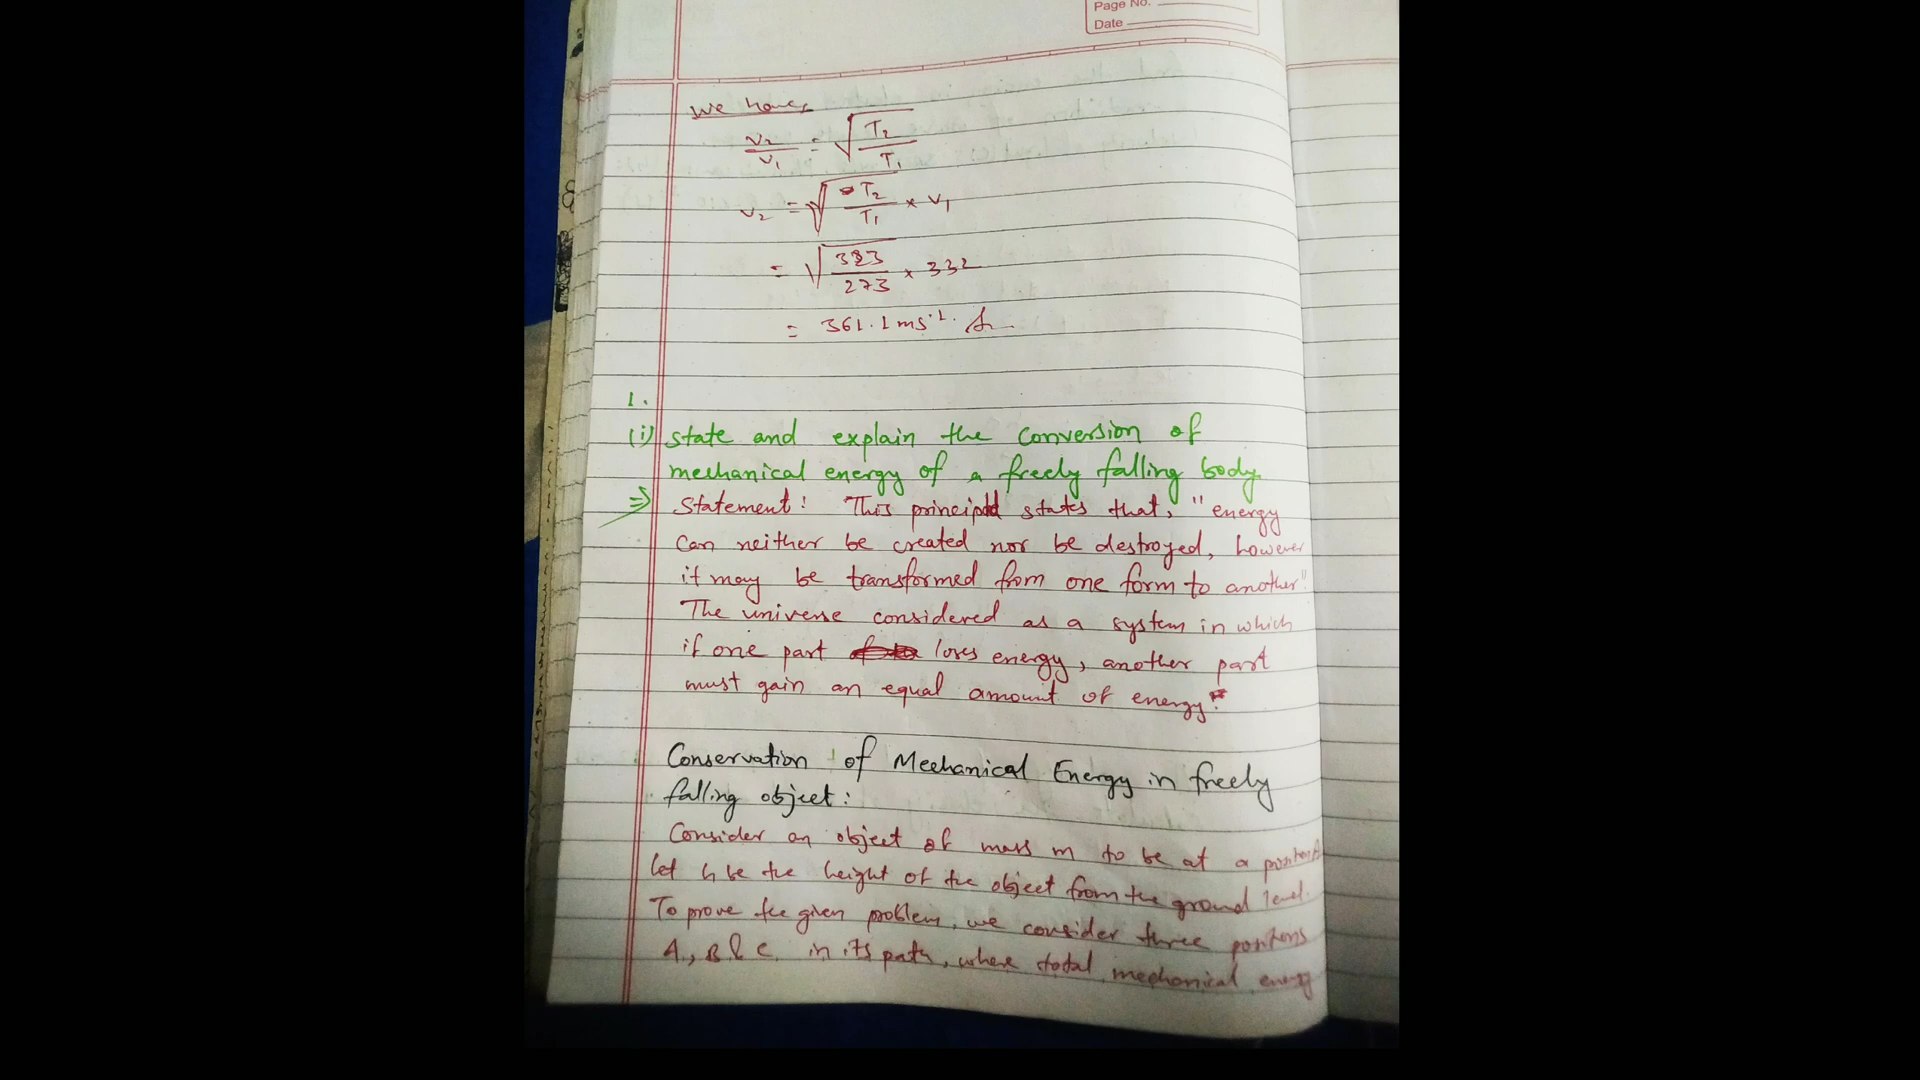 Page No.
Date
We have,
v₂/v₁ = √(T₂/T₁)
v₂ = √(T₂/T₁) × v₁
= √(323/273) × 332
= 361.1 ms⁻¹.
1.
(i) state and explain the conversion of
mechanical energy of a freely falling body.
⇒ Statement: This principle states that, "energy
can neither be created nor be destroyed, however
it may be transformed from one form to another"
The universe considered as a system in which
if one part loses energy, another part
must gain an equal amount of energy.
Conservation of Mechanical Energy in freely
falling object:
Consider an object of mass m to be at a
let h be the height of the object from the ground level.
To prove the given problem, we consider three positions
A, B & C in its path, where total mechanical energy